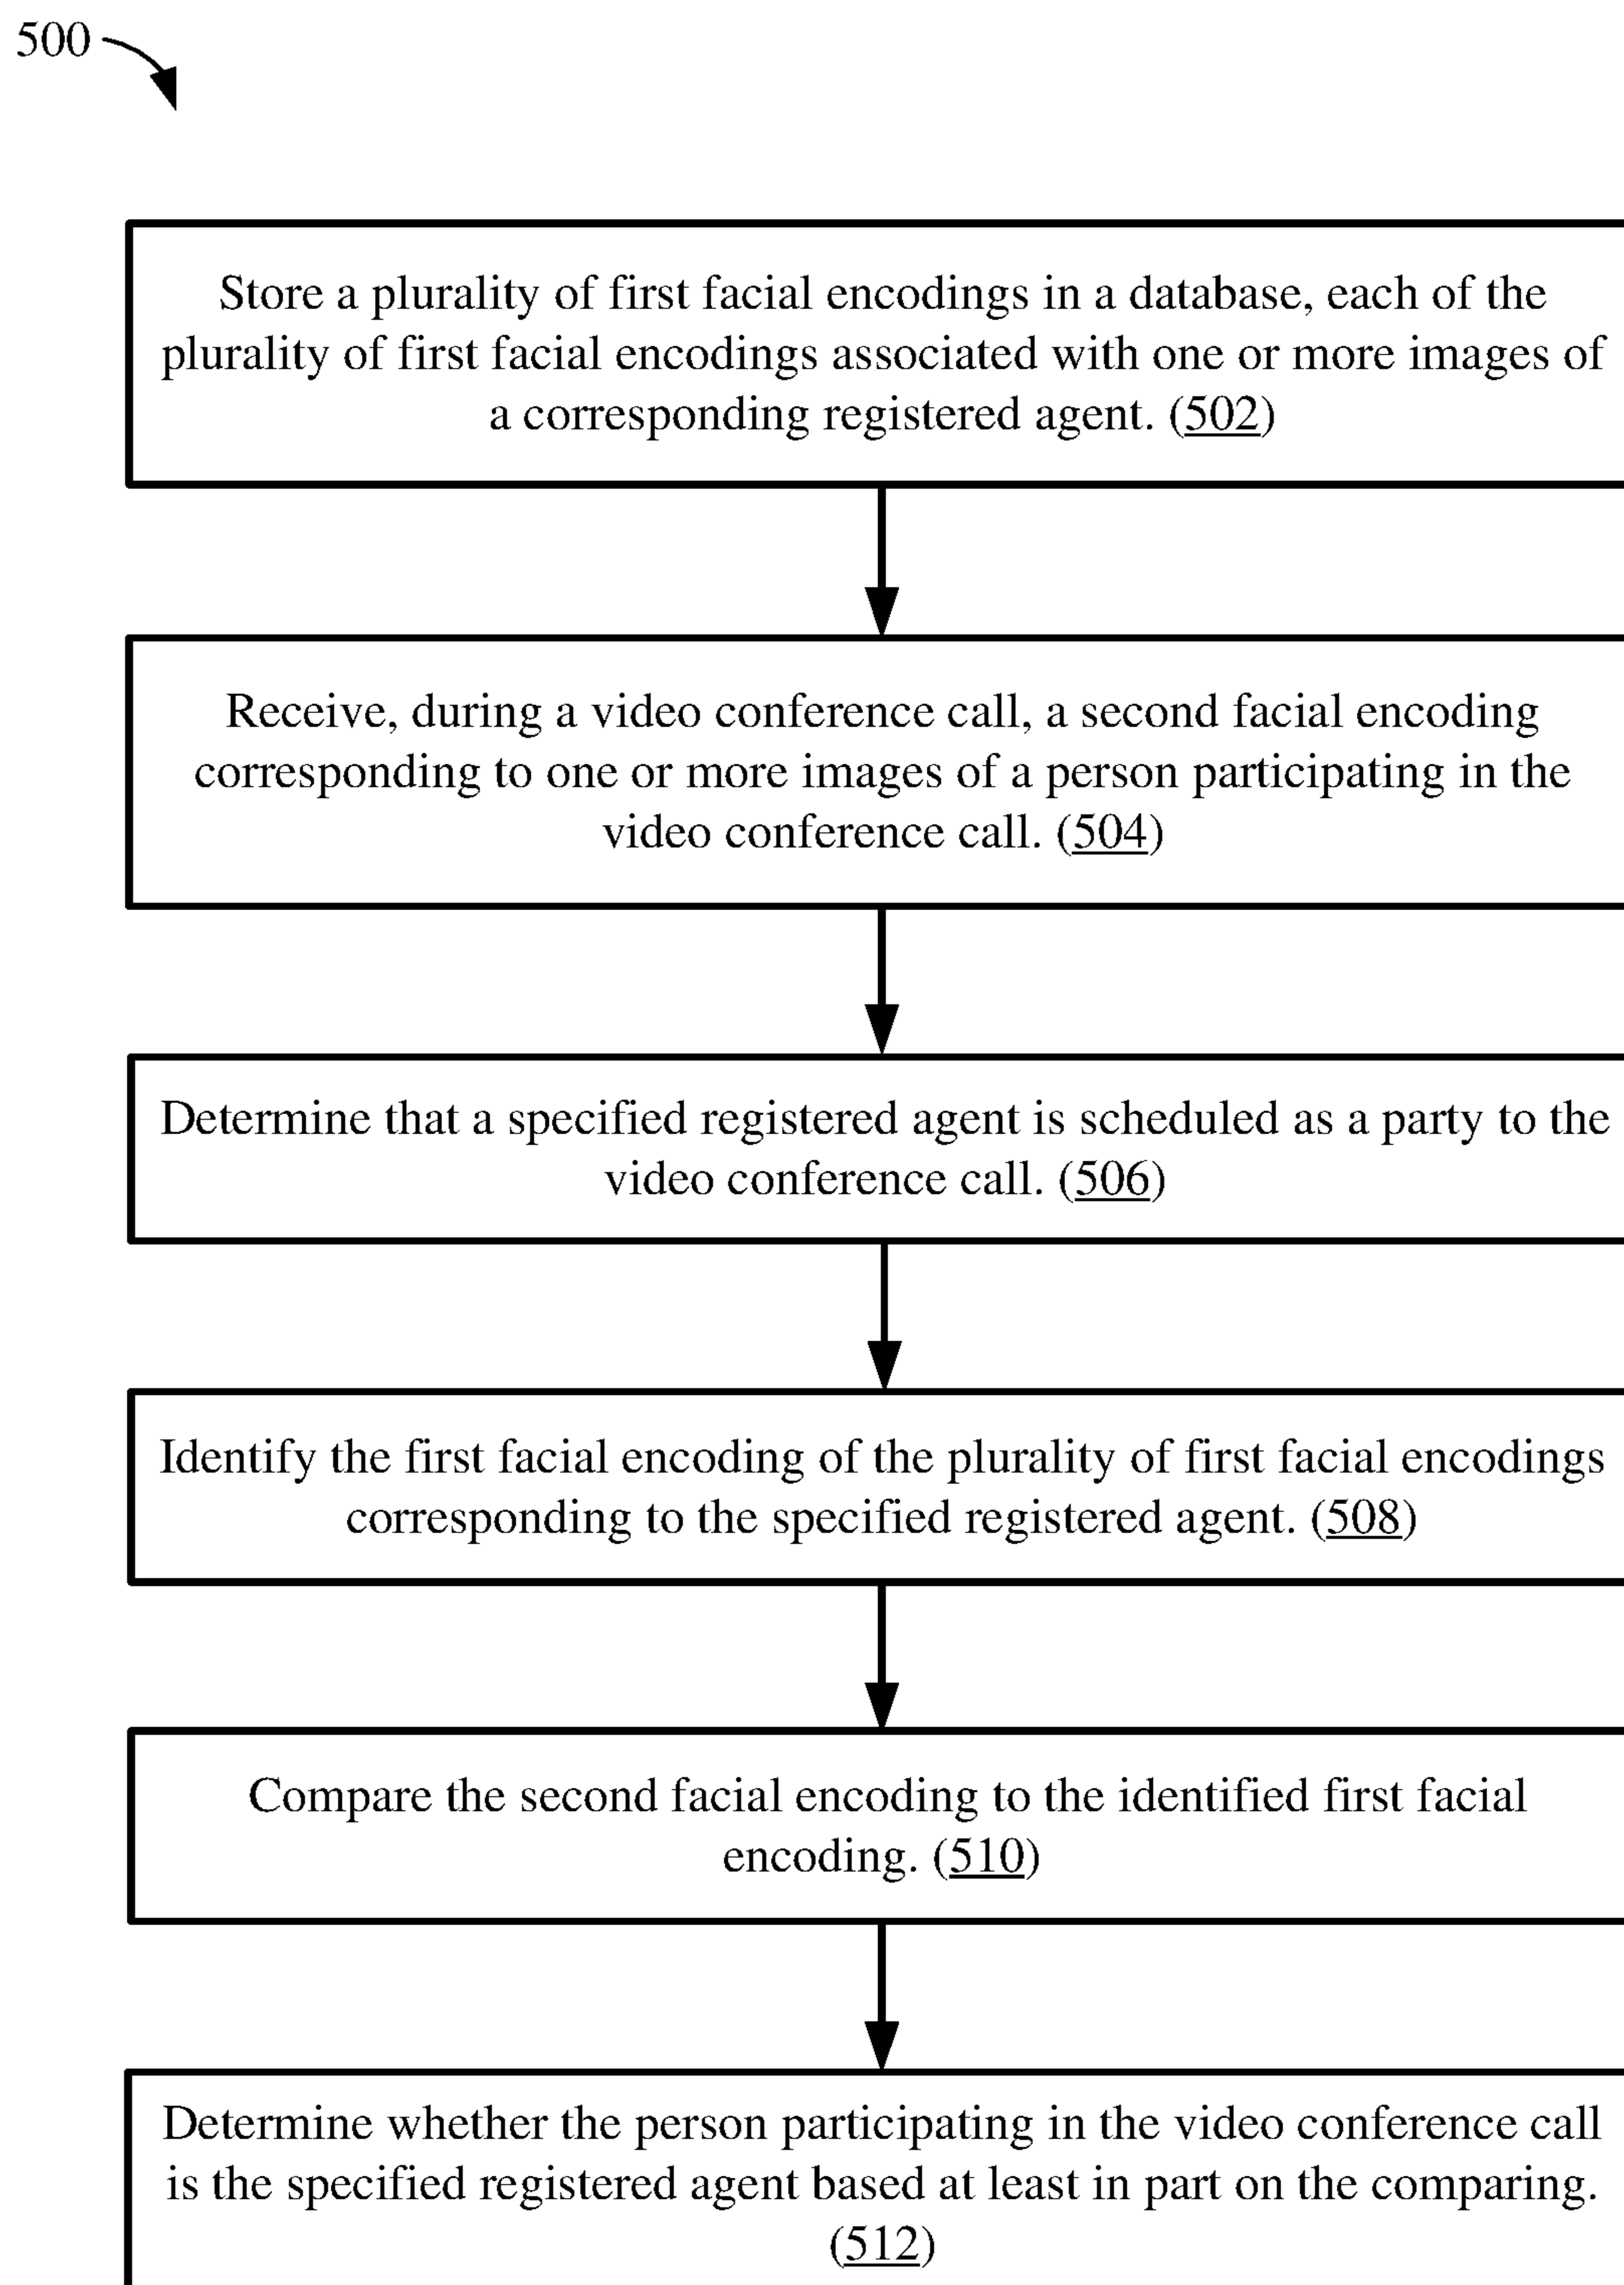 500
Store a plurality of first facial encodings in a database, each of the
plurality of first facial encodings associated with one or more images of
a corresponding registered agent. (502)
Receive, during a video conference call, a second facial encoding
corresponding to one or more images of a person participating in the
video conference call. (504)
Determine that a specified registered agent is scheduled as a party to the
video conference call. (506)
Identify the first facial encoding of the plurality of first facial encodings
corresponding to the specified registered agent. (508)
Compare the second facial encoding to the identified first facial
encoding. (510)
Determine whether the person participating in the video conference call
is the specified registered agent based at least in part on the comparing.
(512)